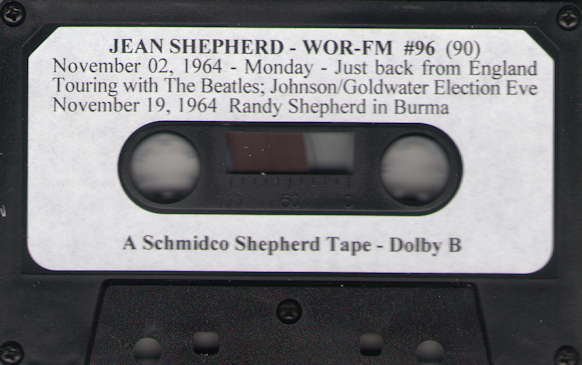 JEAN SHEPHERD - WOR-FM #96 (90)
November 02, 1964 - Monday - Just back from England
Touring with The Beatles; Johnson/Goldwater Election Eve
November 19, 1964 Randy Shepherd in Burma
50
A Schmidco Shepherd Tape - Dolby B